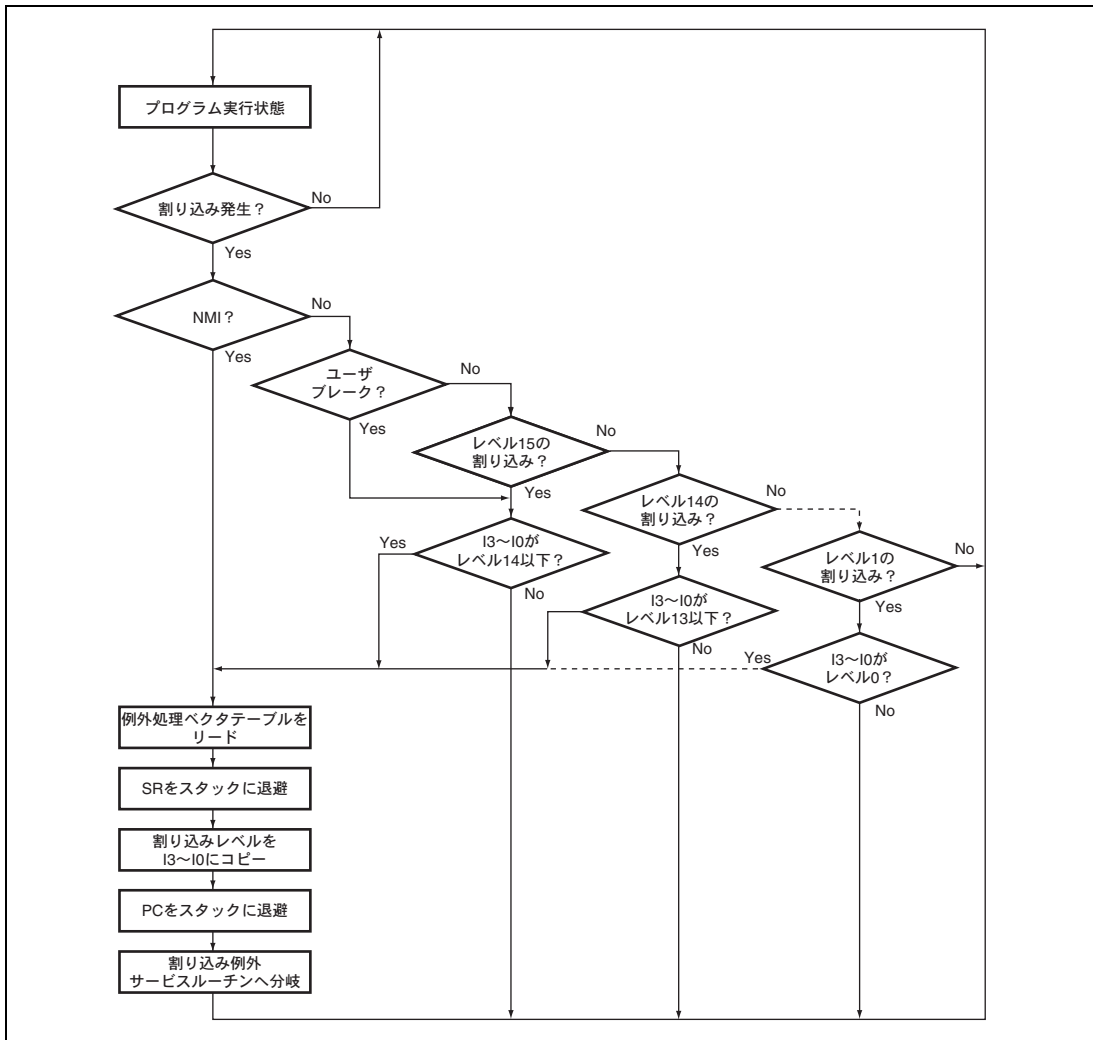 プログラム実行状態
割り込み発生？
No
Yes
NMI？
No
Yes
ユーザ
ブレーク？
No
Yes
レベル15の
割り込み？
No
Yes
レベル14の
割り込み？
No
Yes
I3～I0が
レベル14以下？
Yes
No
レベル1の
割り込み？
No
Yes
I3～I0が
レベル13以下？
No
Yes
I3～I0が
レベル0？
No
例外処理ベクタテーブルを
リード
SRをスタックに退避
割り込みレベルを
I3～I0にコピー
PCをスタックに退避
割り込み例外
サービスルーチンへ分岐